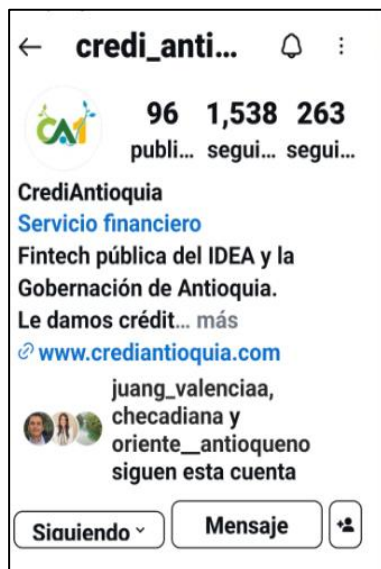 credi_anti...
96 1,538 263
publi... segui... segui...
CrediAntioquia
Servicio financiero
Fintech pública del IDEA y la
Gobernación de Antioquia.
Le damos crédit... más
www.crediantioquia.com
juang_valenciaa,
checadiana y
oriente__antioqueno
siguen esta cuenta
Siguiendo Mensaje